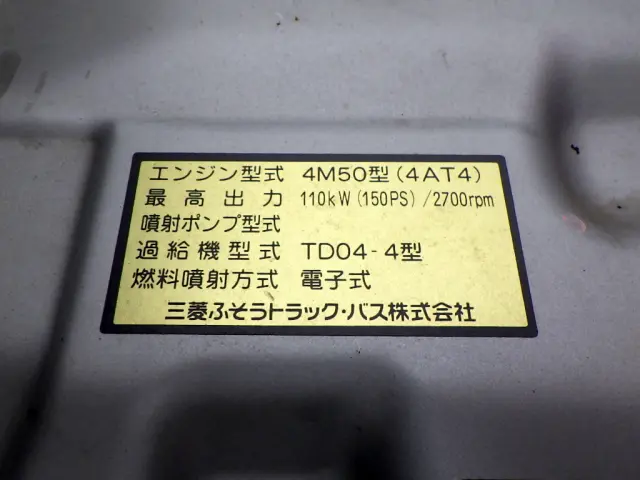 エンジン型式 4M50型(4AT4)
最高出力 110kW(150PS)/2700rpm
噴射ポンプ型式
過給機型式 TD04-4型
燃料噴射方式 電子式
三菱ふそうトラック・バス株式会社